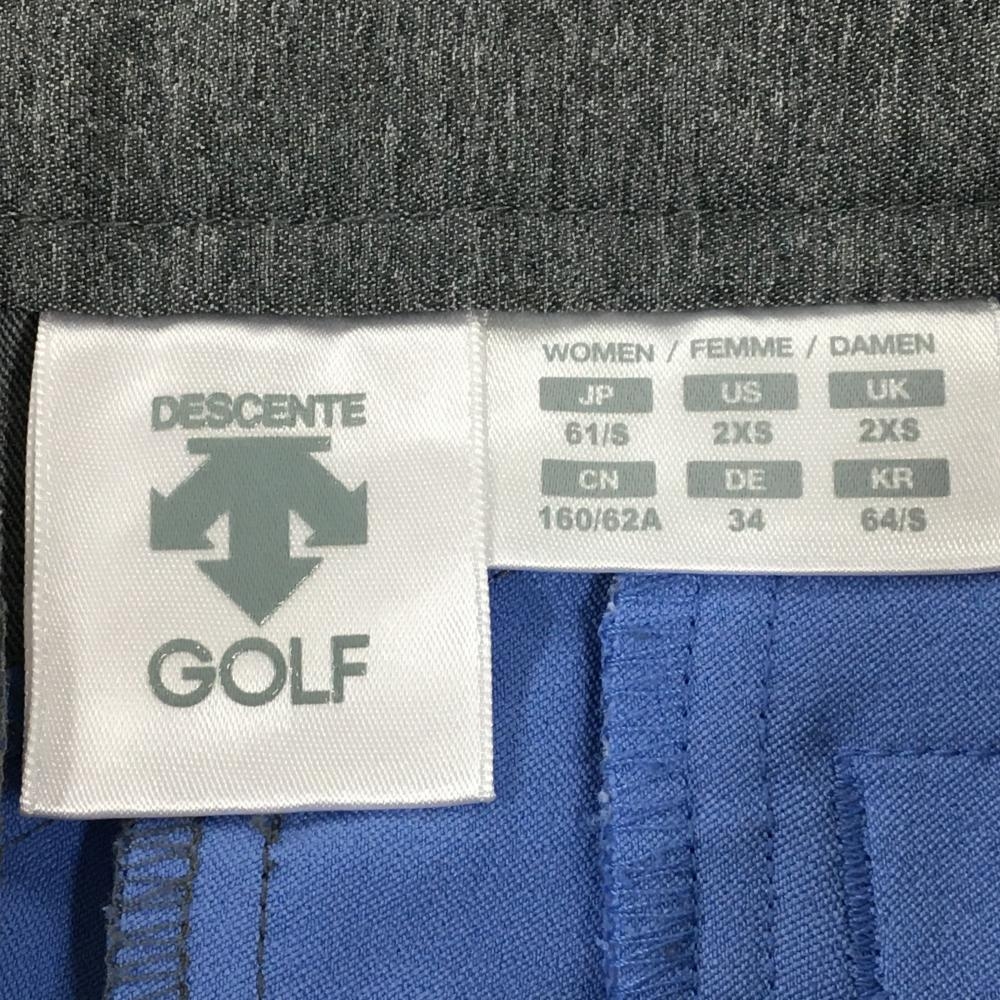 DESCENTE
GOLF
WOMEN / FEMME / DAMEN
JP US UK
61/S 2XS 2XS
CN DE KR
160/62A 34 64/S